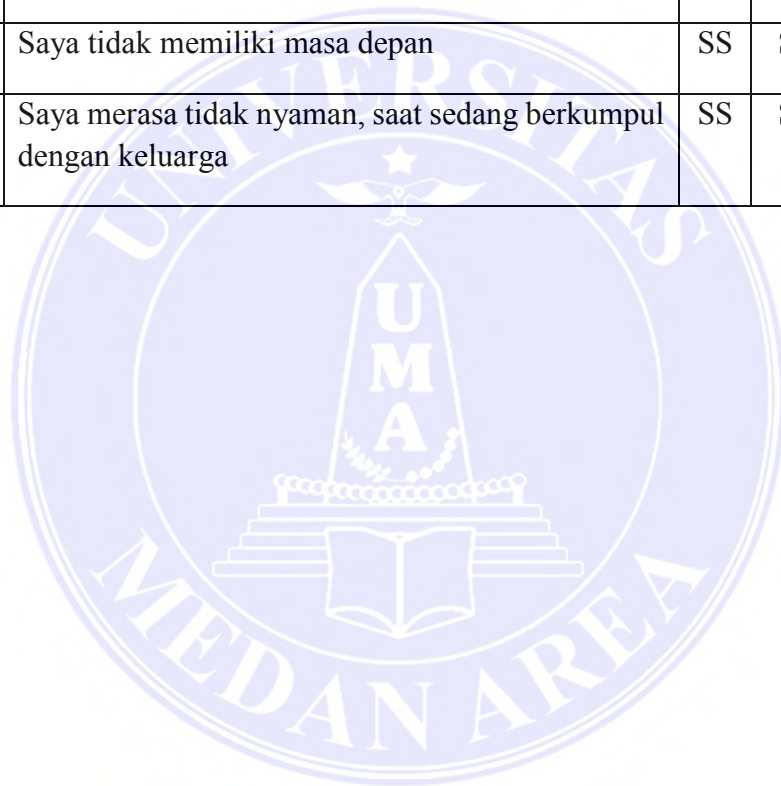 Saya tidak memiliki masa depan SS S
Saya merasa tidak nyaman, saat sedang berkumpul SS S
dengan keluarga
UNIVERSITAS
U
M
A
MEDAN AREA